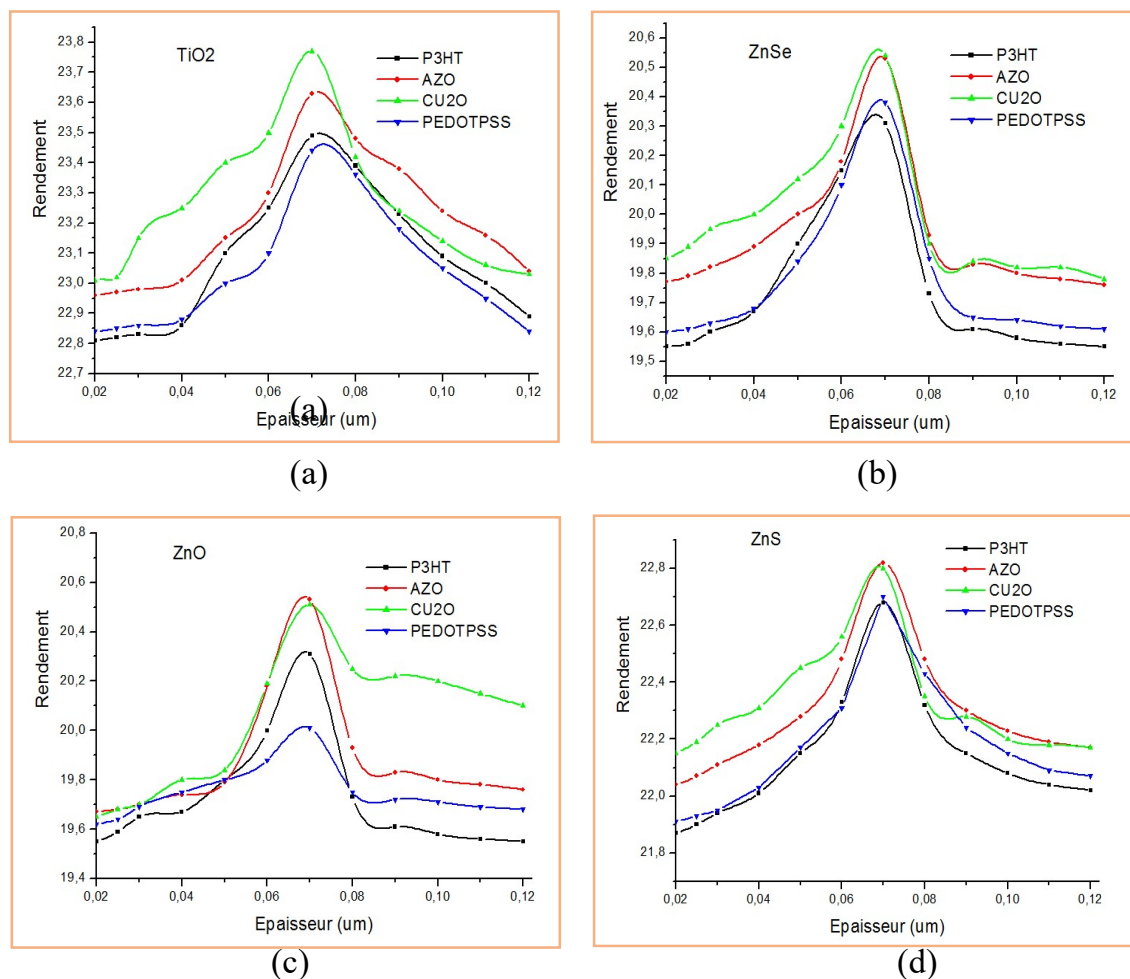 TiO2
P3HT
AZO
CU2O
PEDOTPSS
Rendement
23,8
23,7
23,6
23,5
23,4
23,3
23,2
23,1
23,0
22,9
22,8
22,7
0,02 0,04 0,06 0,08 0,10 0,12
Epaisseur (um)
(a)
(a)
ZnSe
P3HT
AZO
CU2O
PEDOTPSS
Rendement
20,6
20,5
20,4
20,3
20,2
20,1
20,0
19,9
19,8
19,7
19,6
19,5
0,02 0,04 0,06 0,08 0,10 0,12
Epaisseur (um)
(b)
ZnO
P3HT
AZO
CU2O
PEDOTPSS
Rendement
20,8
20,6
20,4
20,2
20,0
19,8
19,6
19,4
0,02 0,04 0,06 0,08 0,10 0,12
Epaisseur (um)
(c)
ZnS
P3HT
AZO
CU2O
PEDOTPSS
Rendement
22,8
22,6
22,4
22,2
22,0
21,8
0,02 0,04 0,06 0,08 0,10 0,12
Epaisseur (um)
(d)